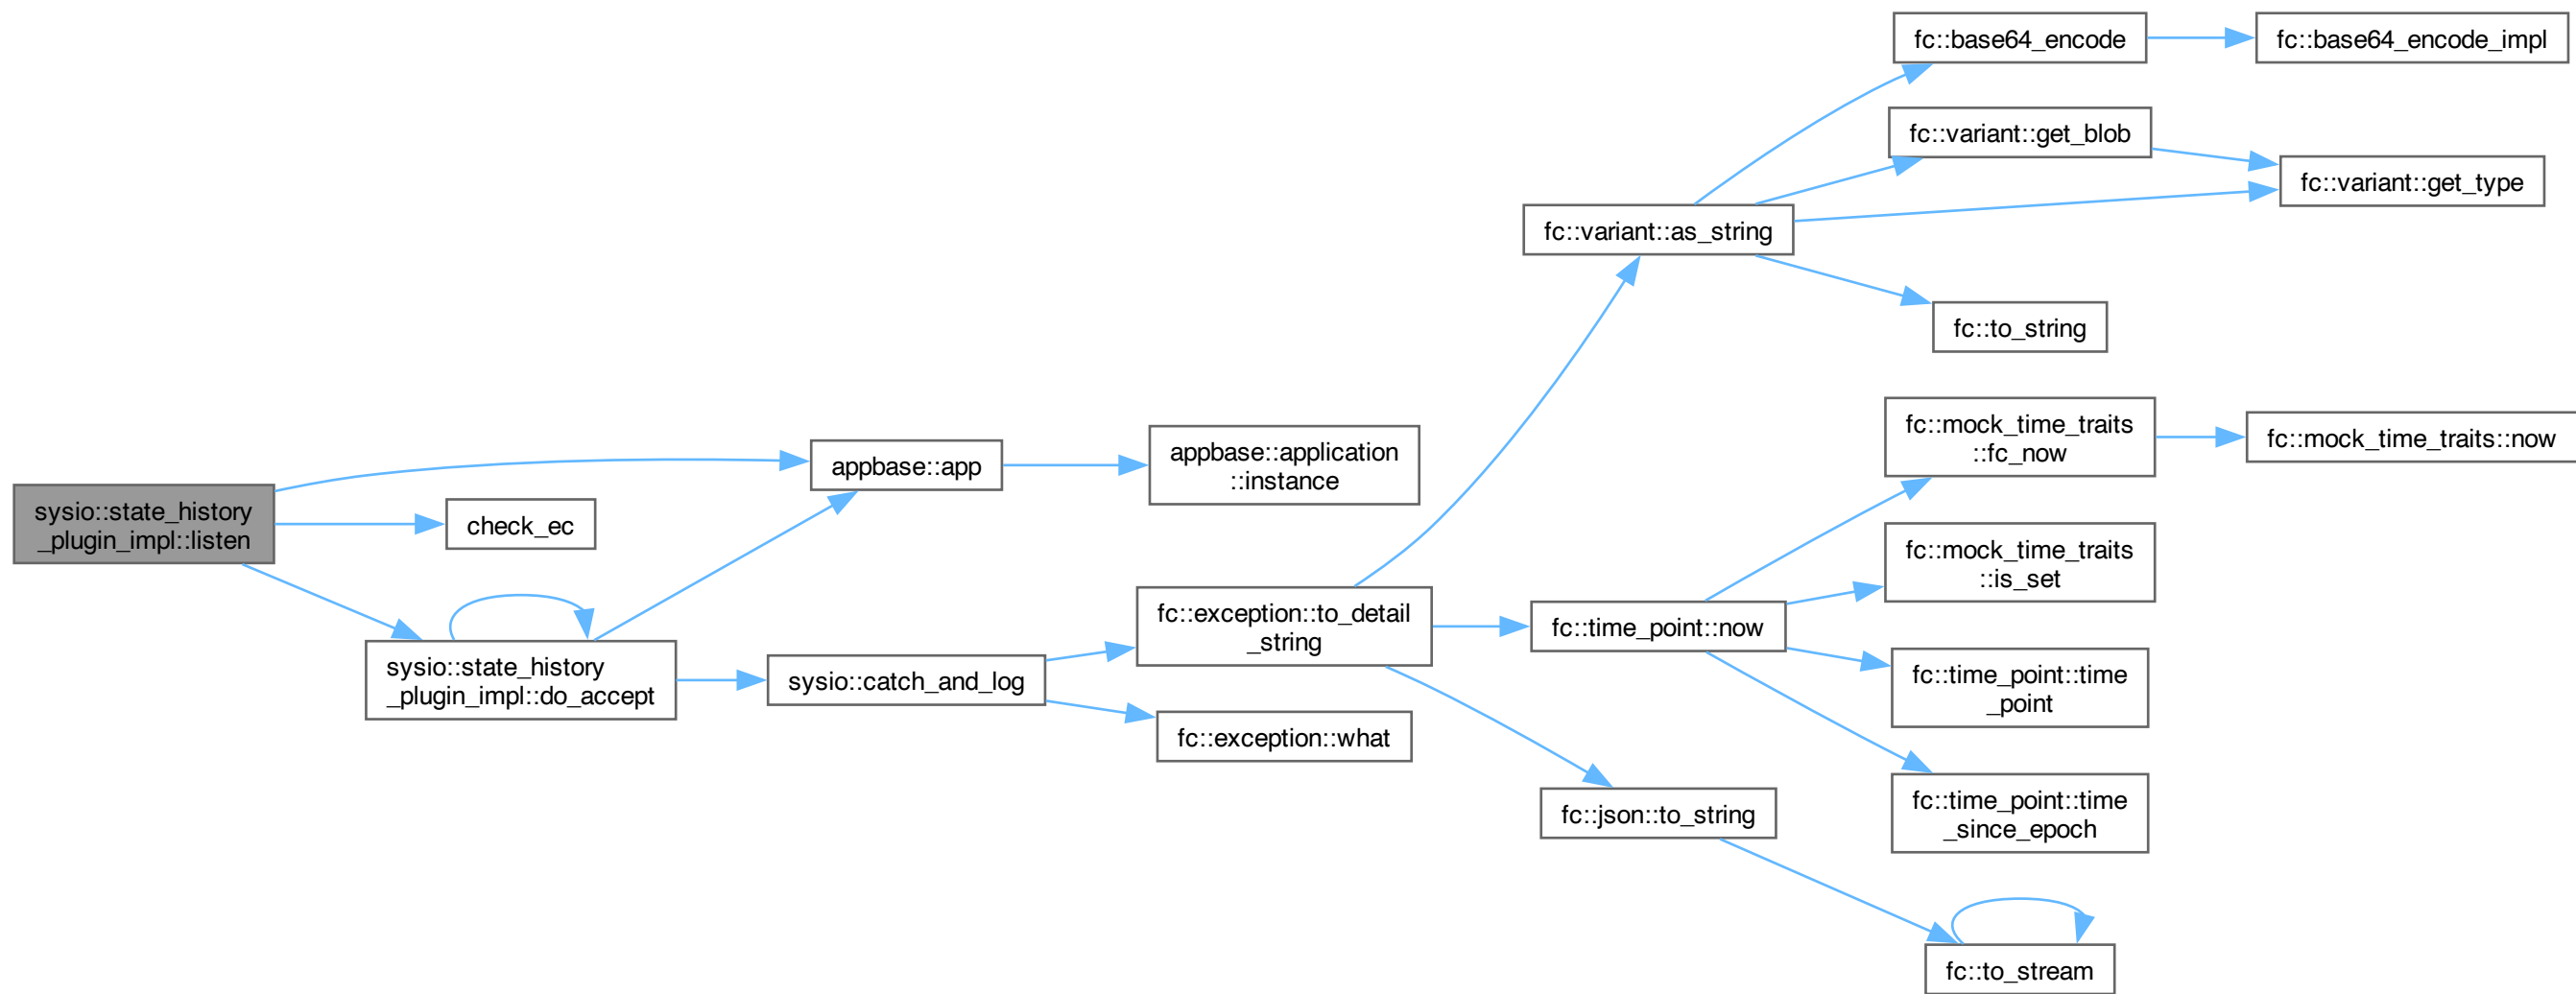 sysio::state_history
_plugin_impl::listen
appbase::app
check_ec
sysio::state_history
_plugin_impl::do_accept
appbase::application
::instance
sysio::catch_and_log
fc::exception::to_detail
_string
fc::exception::what
fc::variant::as_string
fc::time_point::now
fc::json::to_string
fc::base64_encode
fc::variant::get_blob
fc::to_string
fc::mock_time_traits
::fc_now
fc::mock_time_traits
::is_set
fc::time_point::time
_point
fc::time_point::time
_since_epoch
fc::to_stream
fc::base64_encode_impl
fc::variant::get_type
fc::mock_time_traits::now